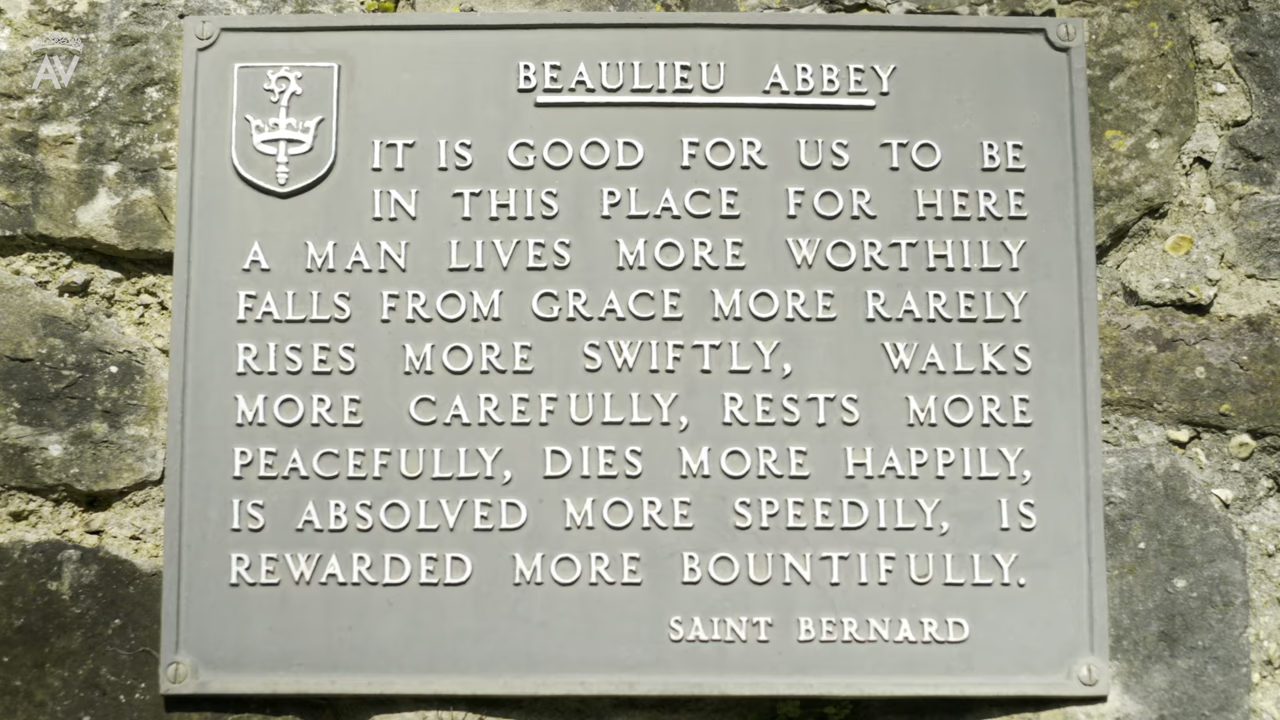 AV
BEAULIEU ABBEY
IT IS GOOD FOR US TO BE
IN THIS PLACE FOR HERE
A MAN LIVES MORE WORTHILY
FALLS FROM GRACE MORE RARELY
RISES MORE SWIFTLY, WALKS
MORE CAREFULLY, RESTS MORE
PEACEFULLY, DIES MORE HAPPILY,
IS ABSOLVED MORE SPEEDILY, IS
REWARDED MORE BOUNTIFULLY.
SAINT BERNARD